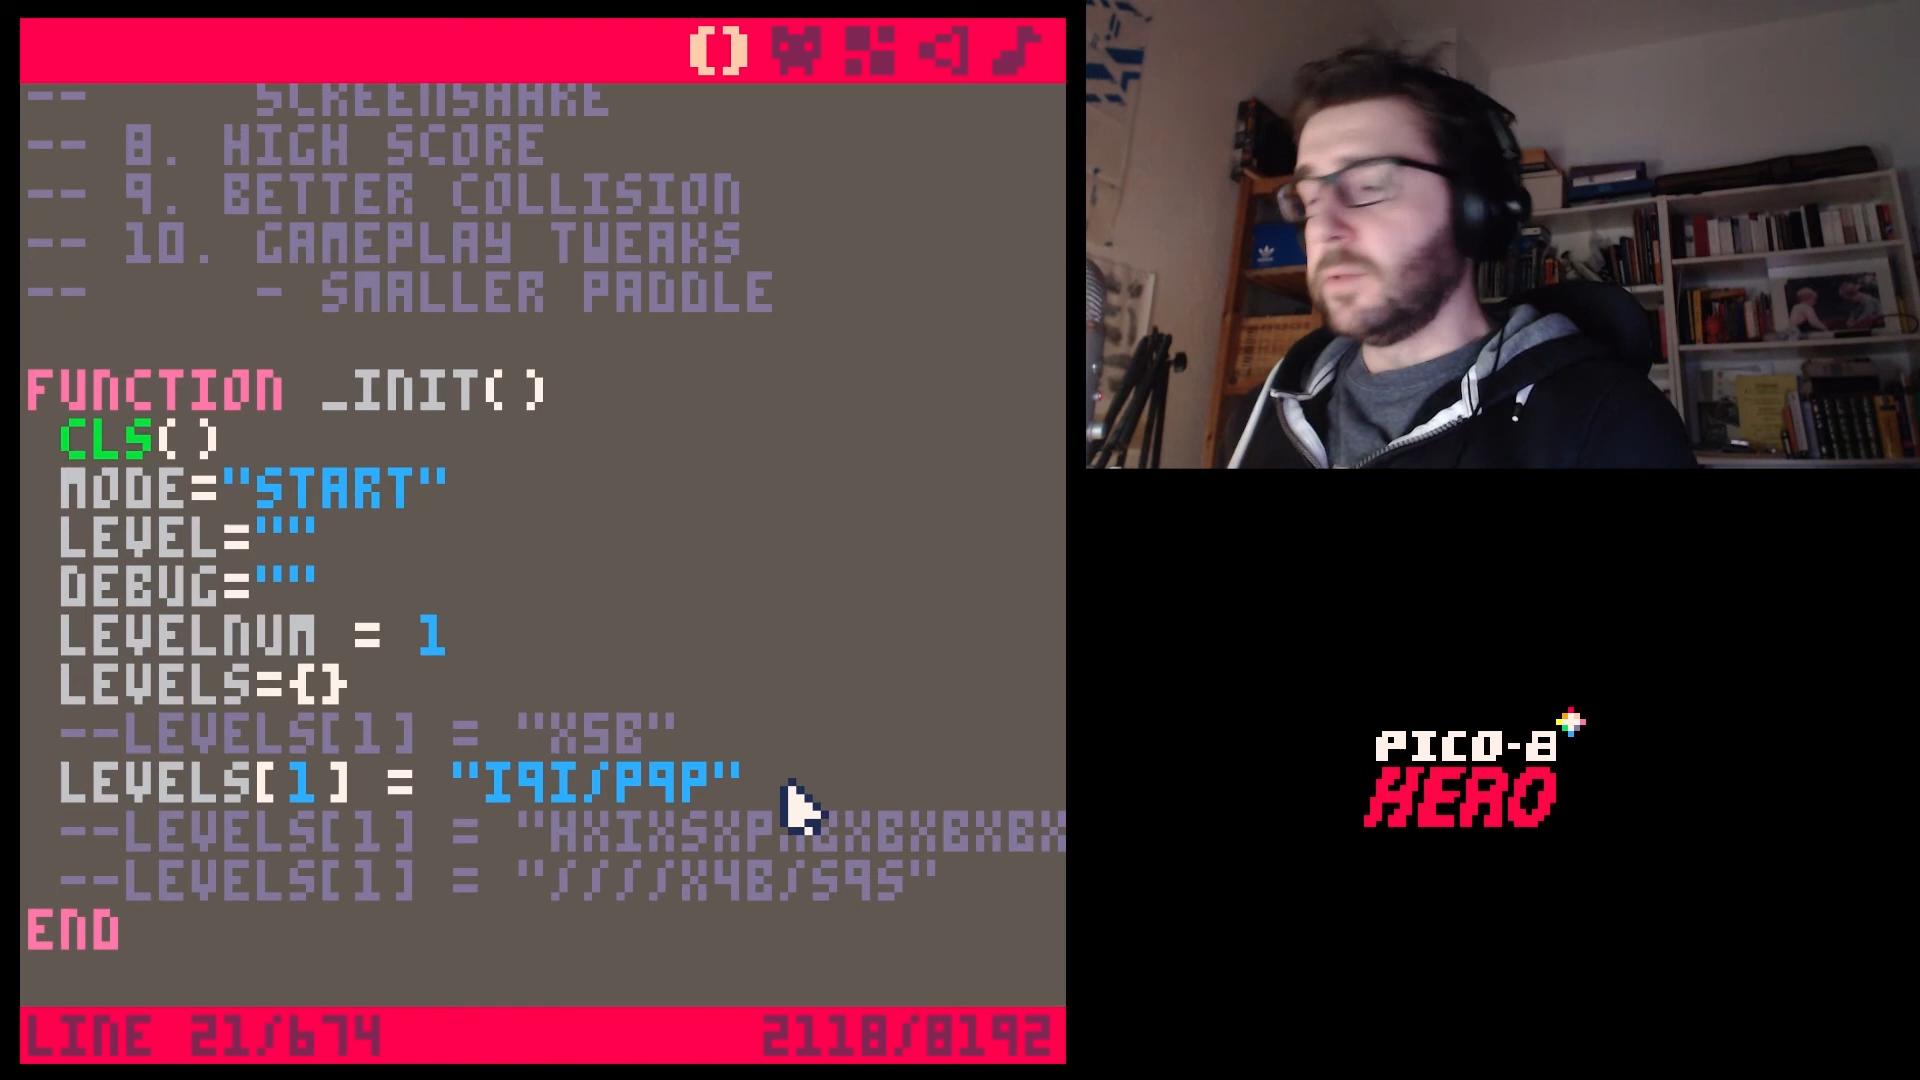 -- SCREENSHAKE
-- 8. HIGH SCORE
-- 9. BETTER COLLISION
-- 10. GAMEPLAY TWEAKS
-- - SMALLER PADDLE
FUNCTION _INIT()
CLS()
MODE="START"
LEVEL=""
DEBUG=""
LEVELNUM = 1
LEVELS={}
--LEVELS[1] = "X5B"
LEVELS[1] = "I9I/P9P"
--LEVELS[1] = "HXIXSXPXBXBXBXBX
--LEVELS[1] = "////X4B/S9S"
END
LINE 21/674
2118/8192
PICO-8
HERO